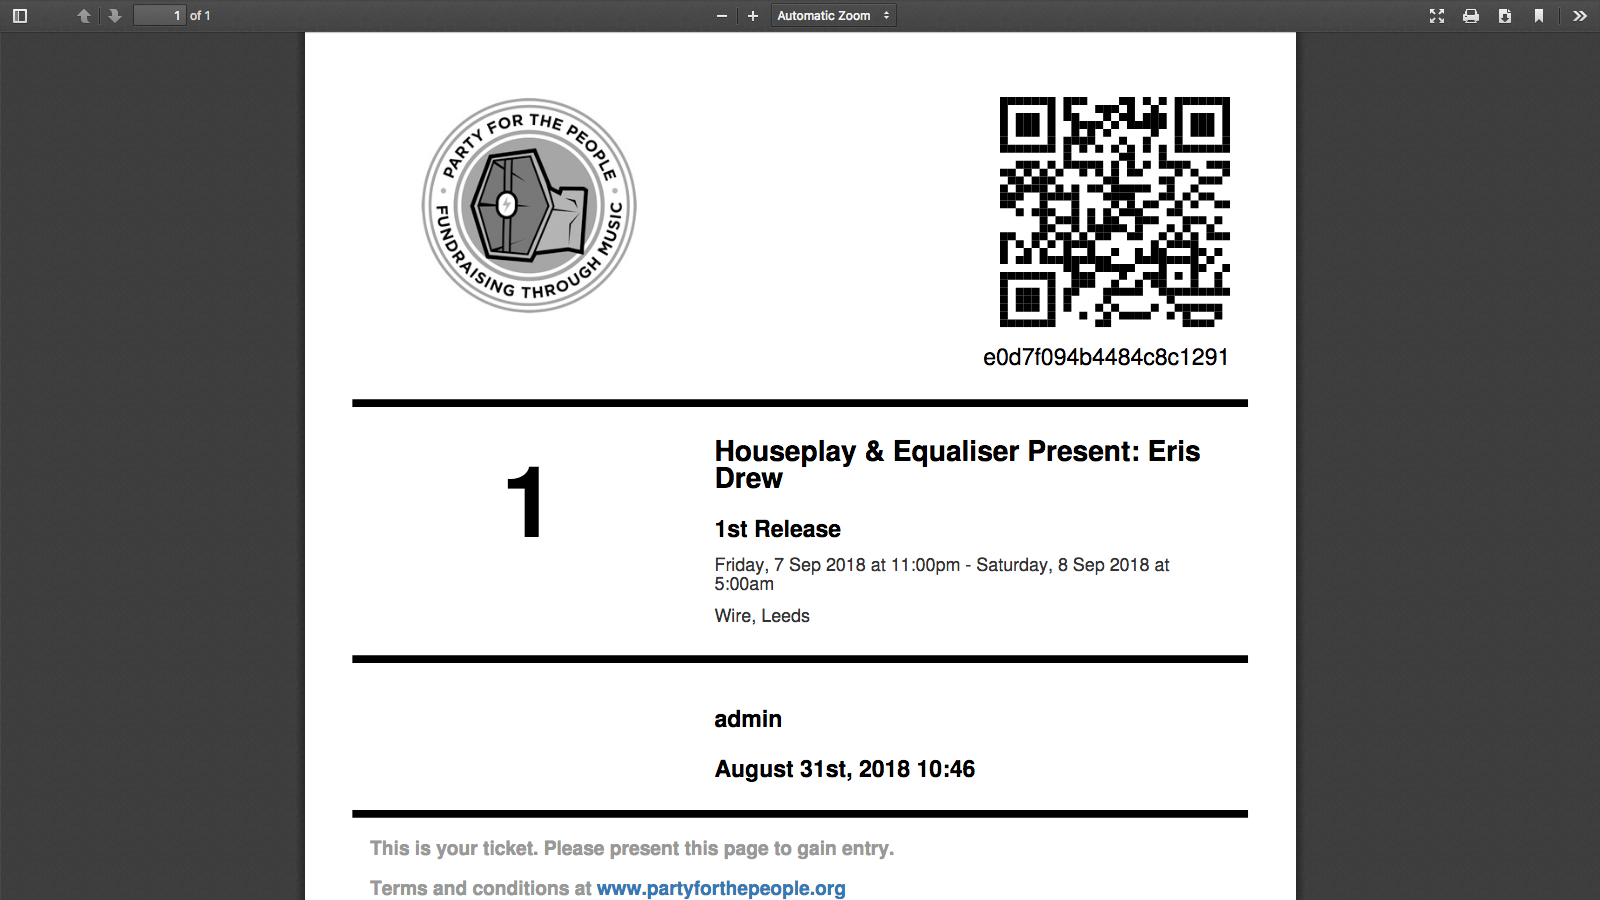 1 of 1
Automatic Zoom
PARTY FOR THE PEOPLE
FUNDRAISING THROUGH MUSIC
e0d7f094b4484c8c1291
1
Houseplay & Equaliser Present: Eris
Drew
1st Release
Friday, 7 Sep 2018 at 11:00pm - Saturday, 8 Sep 2018 at
5:00am
Wire, Leeds
admin
August 31st, 2018 10:46
This is your ticket. Please present this page to gain entry.
Terms and conditions at www.partyforthepeople.org